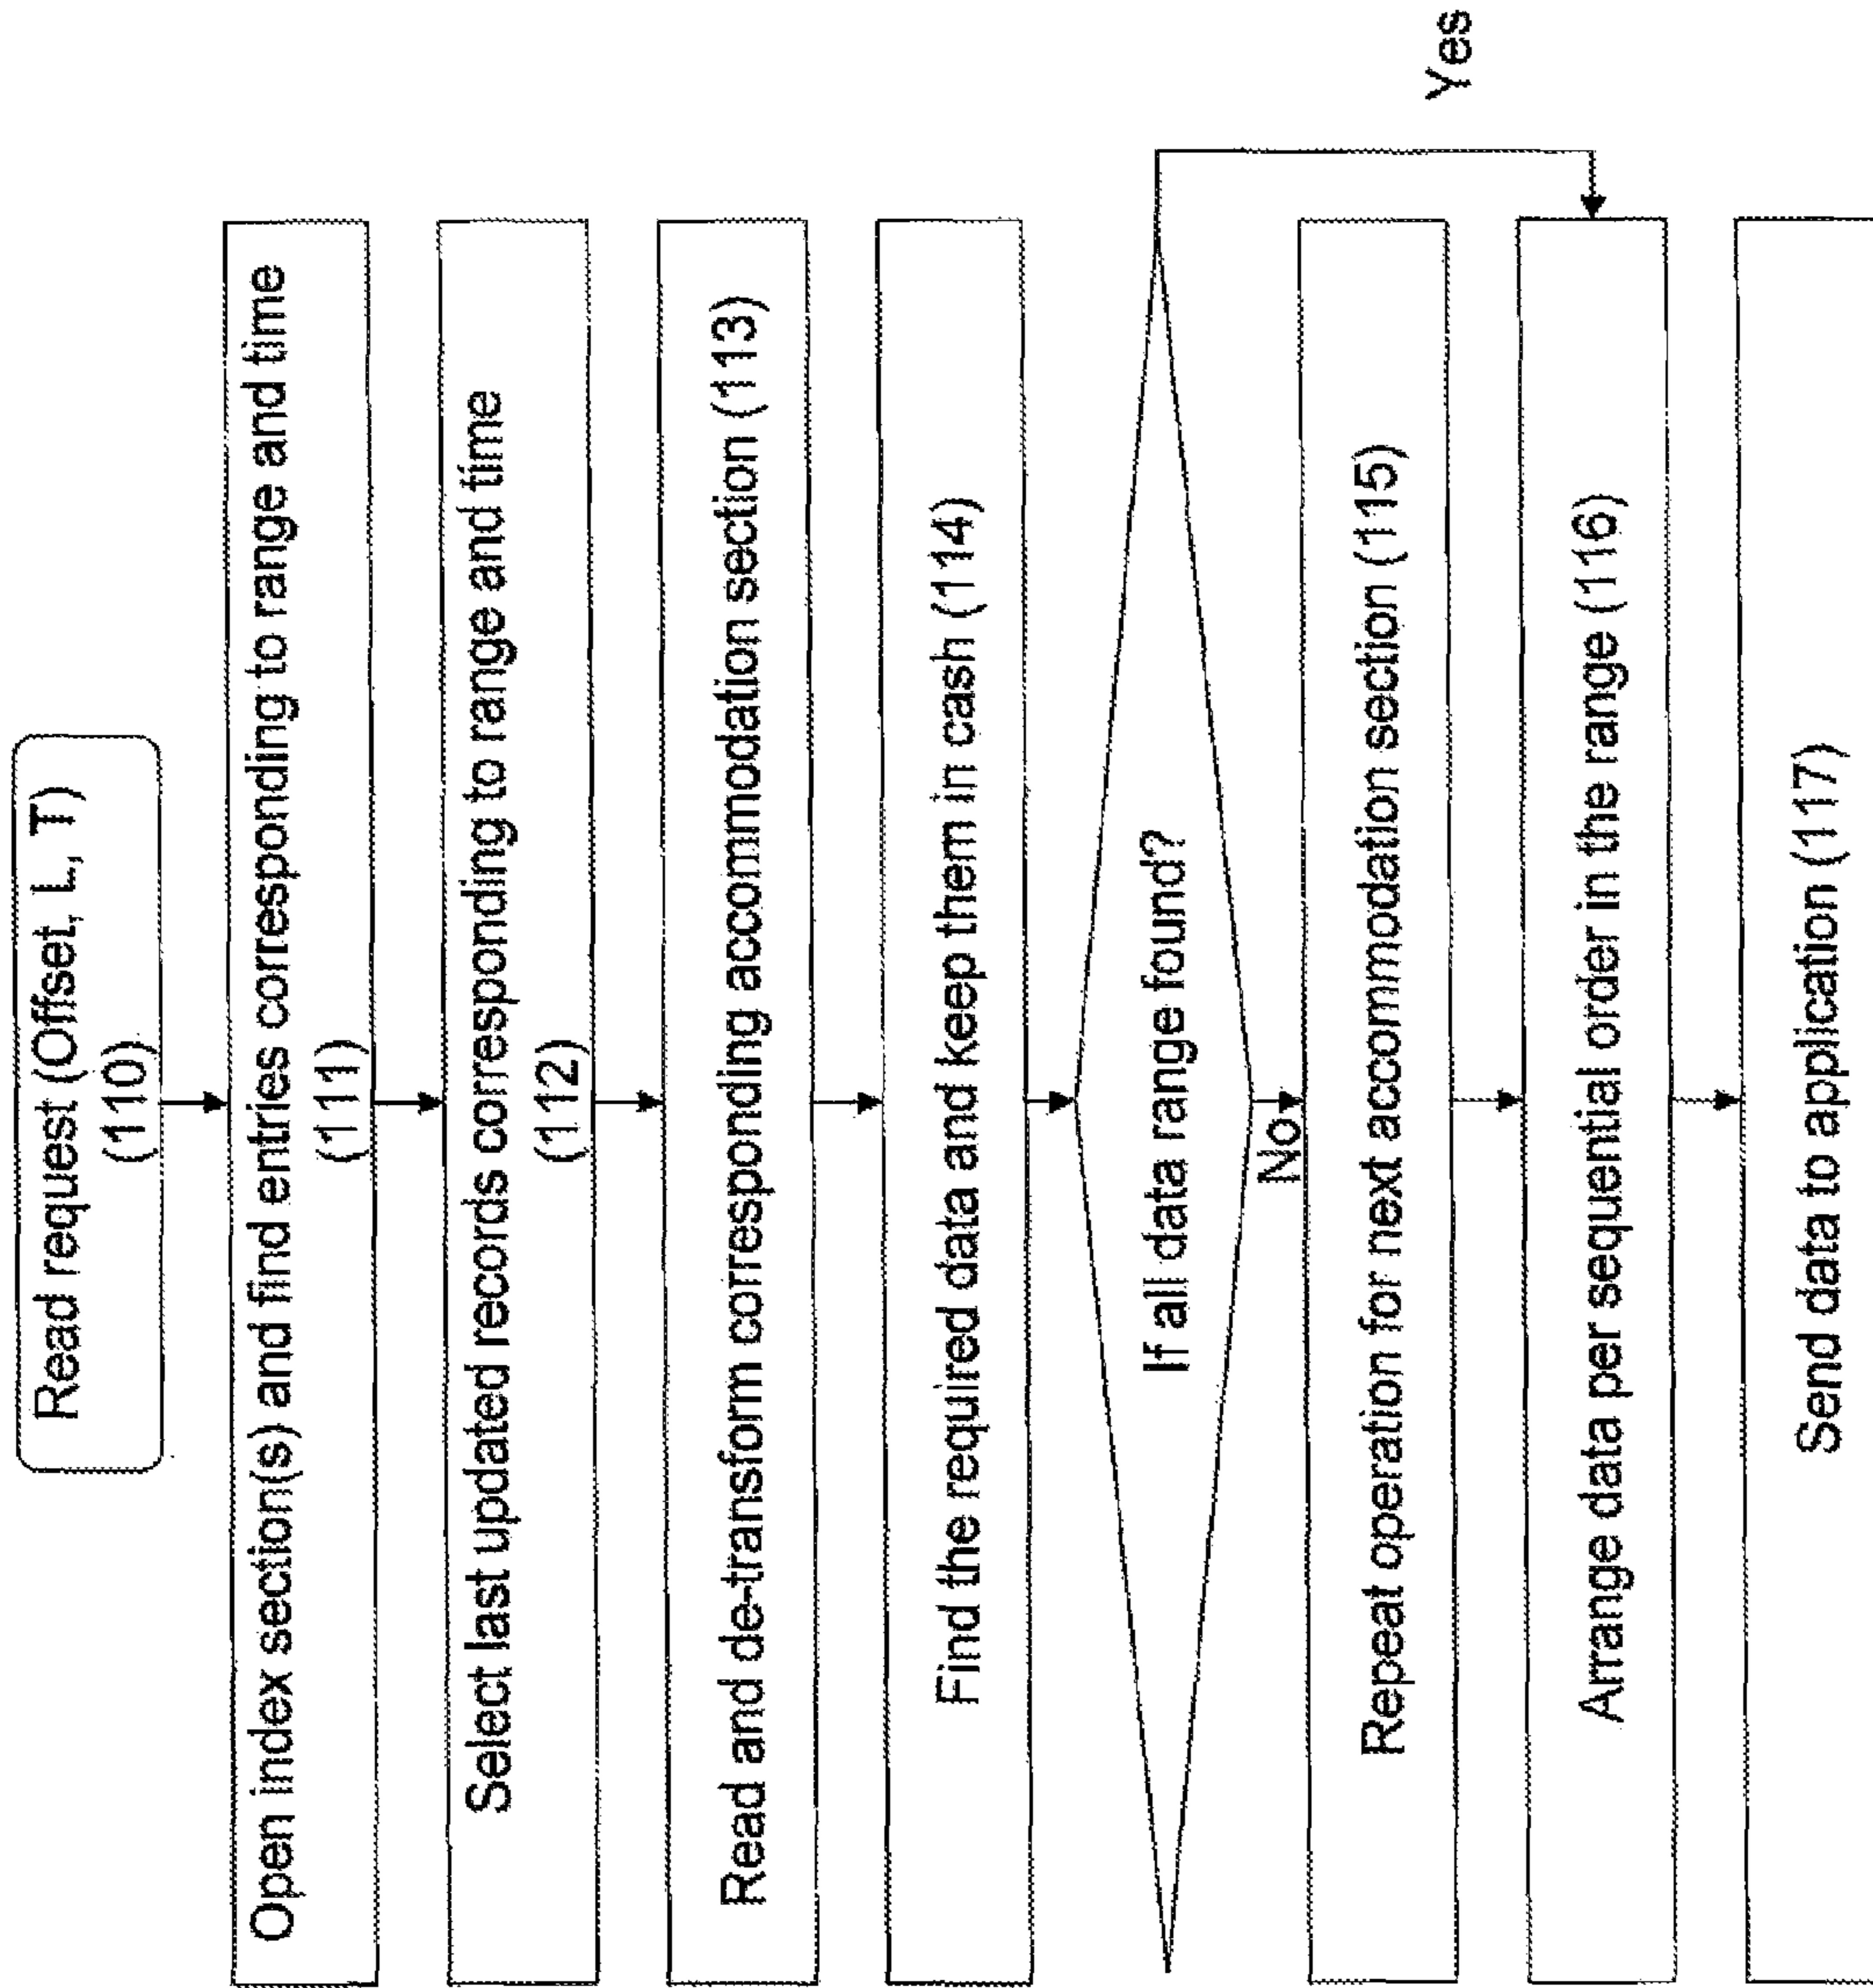 Read request (Offset, L, T)
(110)
Open index section(s) and find entries corresponding to range and time
(111)
Select last updated records corresponding to range and time
(112)
Read and de-transform corresponding accommodation section (113)
Find the required data and keep them in cash (114)
If all data range found?
Yes
No
Repeat operation for next accommodation section (115)
Arrange data per sequential order in the range (116)
Send data to application (117)